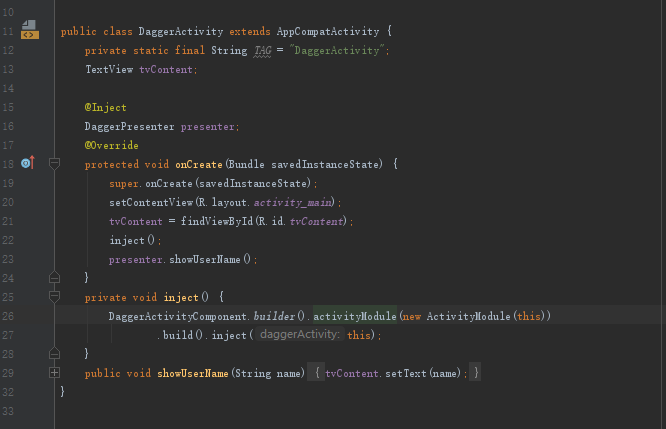 10
11 public class DaggerActivity extends AppCompatActivity {
12 private static final String TAG = "DaggerActivity";
13 TextView tvContent;
14
15 @Inject
16 DaggerPresenter presenter;
17 @Override
18 protected void onCreate(Bundle savedInstanceState) {
19 super.onCreate(savedInstanceState);
20 setContentView(R.layout.activity_main);
21 tvContent = findViewById(R.id.tvContent);
22 inject();
23 presenter.showUserName();
24 }
25 private void inject() {
26 DaggerActivityComponent.builder().activityModule(new ActivityModule(this))
27 .build().inject( daggerActivity: this);
28 }
29 public void showUserName(String name) { tvContent.setText(name); }
32 }
33